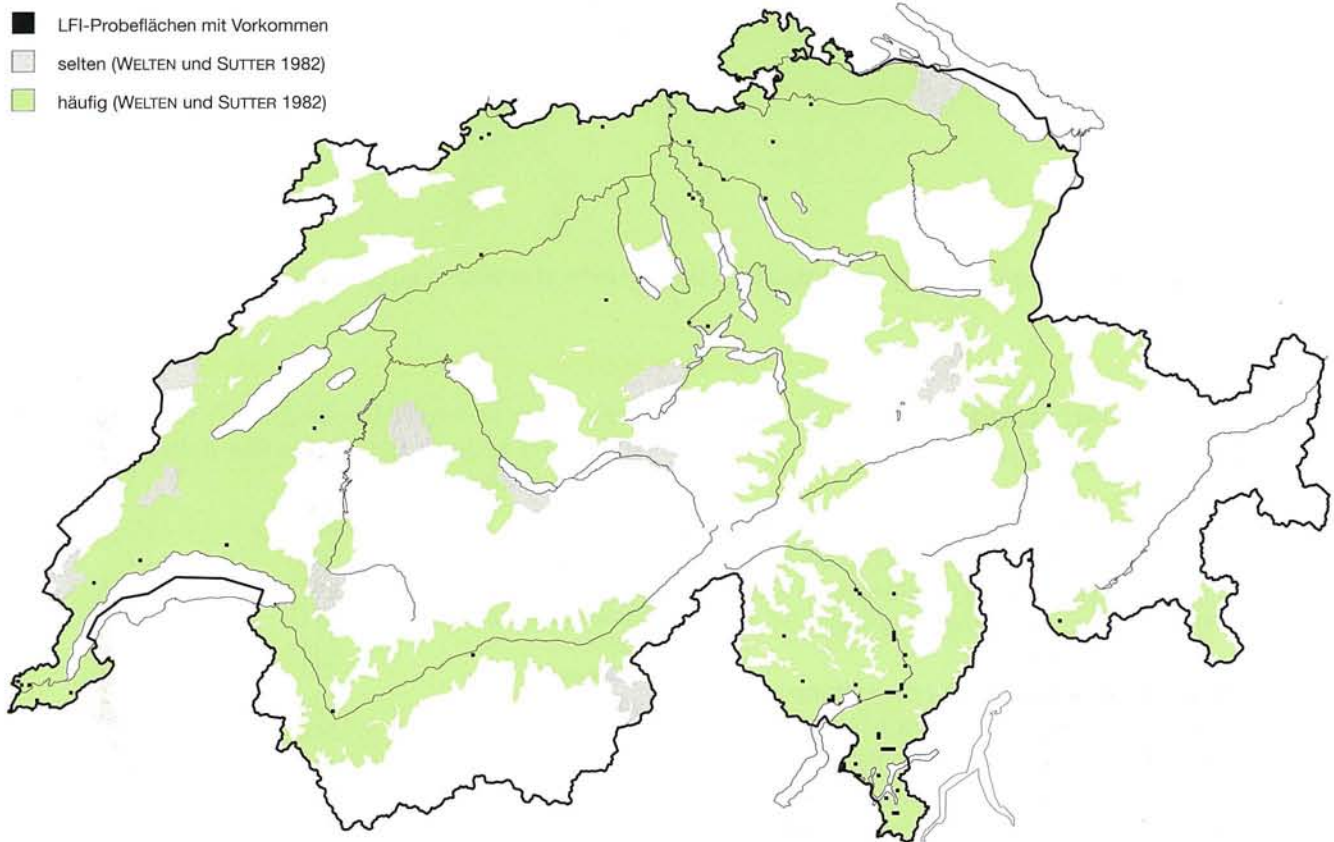 LFI-Probeflächen mit Vorkommen
selten (WELTEN und SUTTER 1982)
häufig (WELTEN und SUTTER 1982)